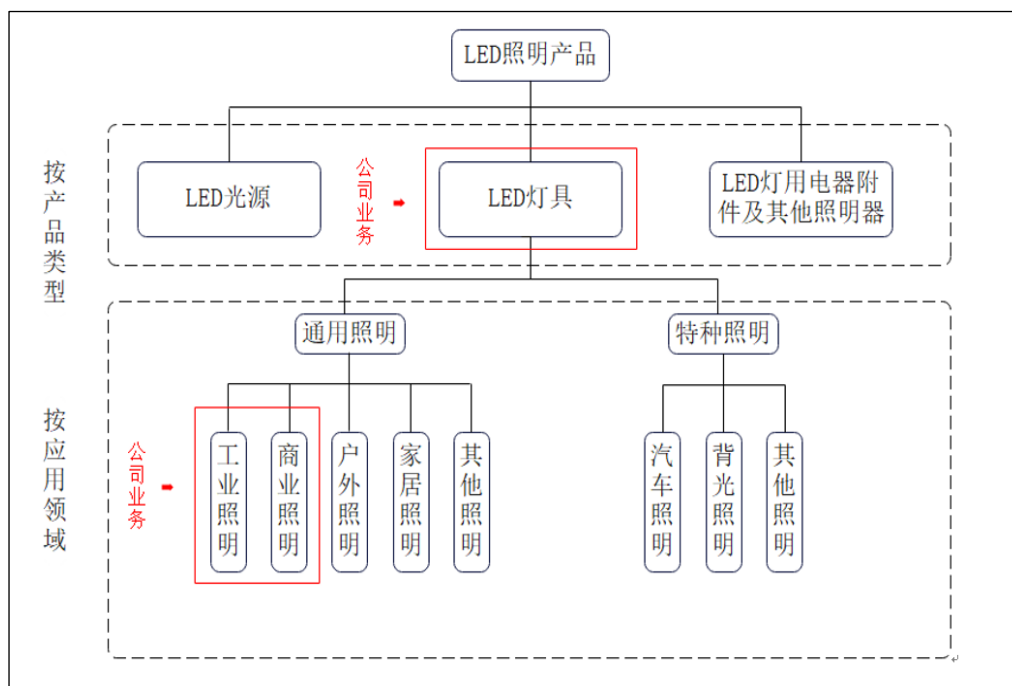 LED照明产品
按产品类型
LED光源
公司业务
LED灯具
LED灯用电器附
件及其他照明器
通用照明
特种照明
按应用领域
公司业务
工业照明
商业照明
户外照明
家居照明
其他照明
汽车照明
背光照明
其他照明